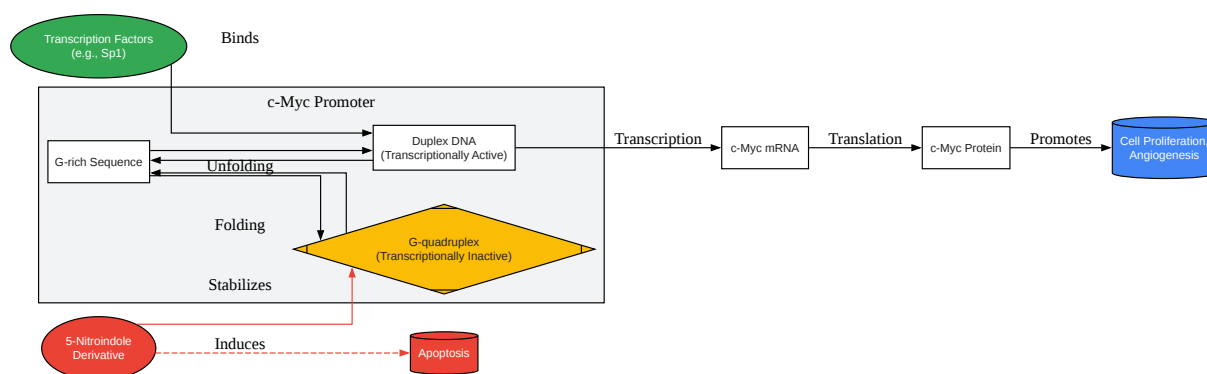 Transcription Factors
(e.g., Sp1)
Binds
c-Myc Promoter
G-rich Sequence
Duplex DNA
(Transcriptionally Active)
Unfolding
Folding
G-quadruplex
(Transcriptionally Inactive)
Stabilizes
Transcription
c-Myc mRNA
Translation
c-Myc Protein
Promotes
Cell Proliferation,
Angiogenesis
5-Nitroindole
Derivative
Induces
Apoptosis